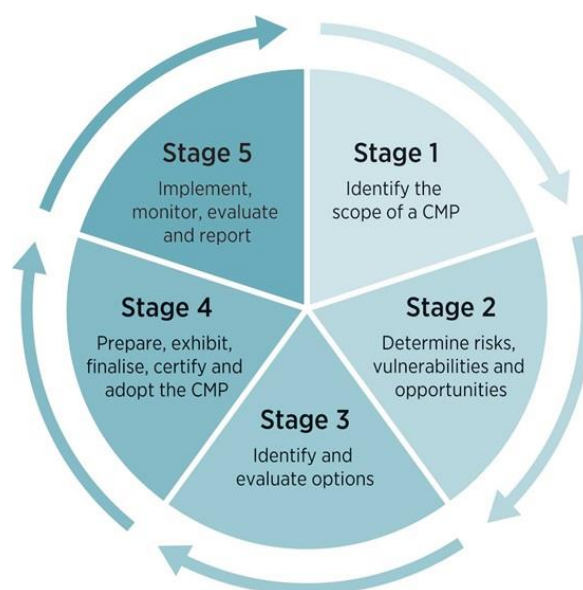 Stage 1
Identify the
scope of a CMP
Stage 2
Determine risks,
vulnerabilities and
opportunities
Stage 3
Identify and
evaluate options
Stage 4
Prepare, exhibit,
finalise, certify and
adopt the CMP
Stage 5
Implement,
monitor, evaluate
and report